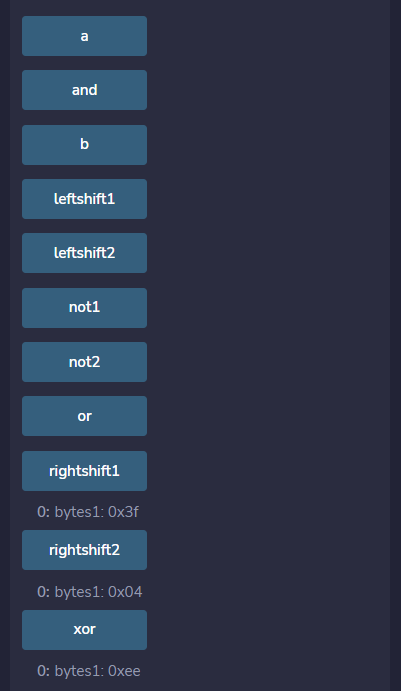 a
and
b
leftshift1
leftshift2
not1
not2
or
rightshift1
0: bytes1: 0x3f
rightshift2
0: bytes1: 0x04
xor
0: bytes1: 0xee